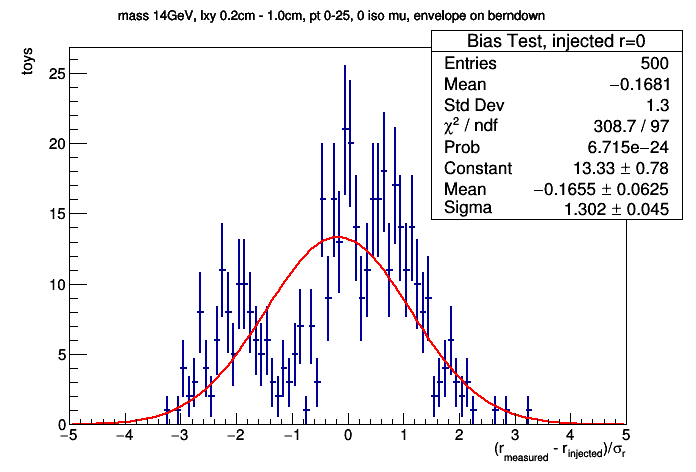 mass 14GeV, lxy 0.2cm - 1.0cm, pt 0-25, 0 iso mu, envelope on berndown
Bias Test, injected r=0
Entries 500
Mean −0.1681
Std Dev 1.3
χ² / ndf 308.7 / 97
Prob 6.715e−24
Constant 13.33 ± 0.78
Mean −0.1655 ± 0.0625
Sigma 1.302 ± 0.045
toys
25
20
15
10
5
0
−5 −4 −3 −2 −1 0 1 2 3 4 5
(r_measured - r_injected)/σ_r